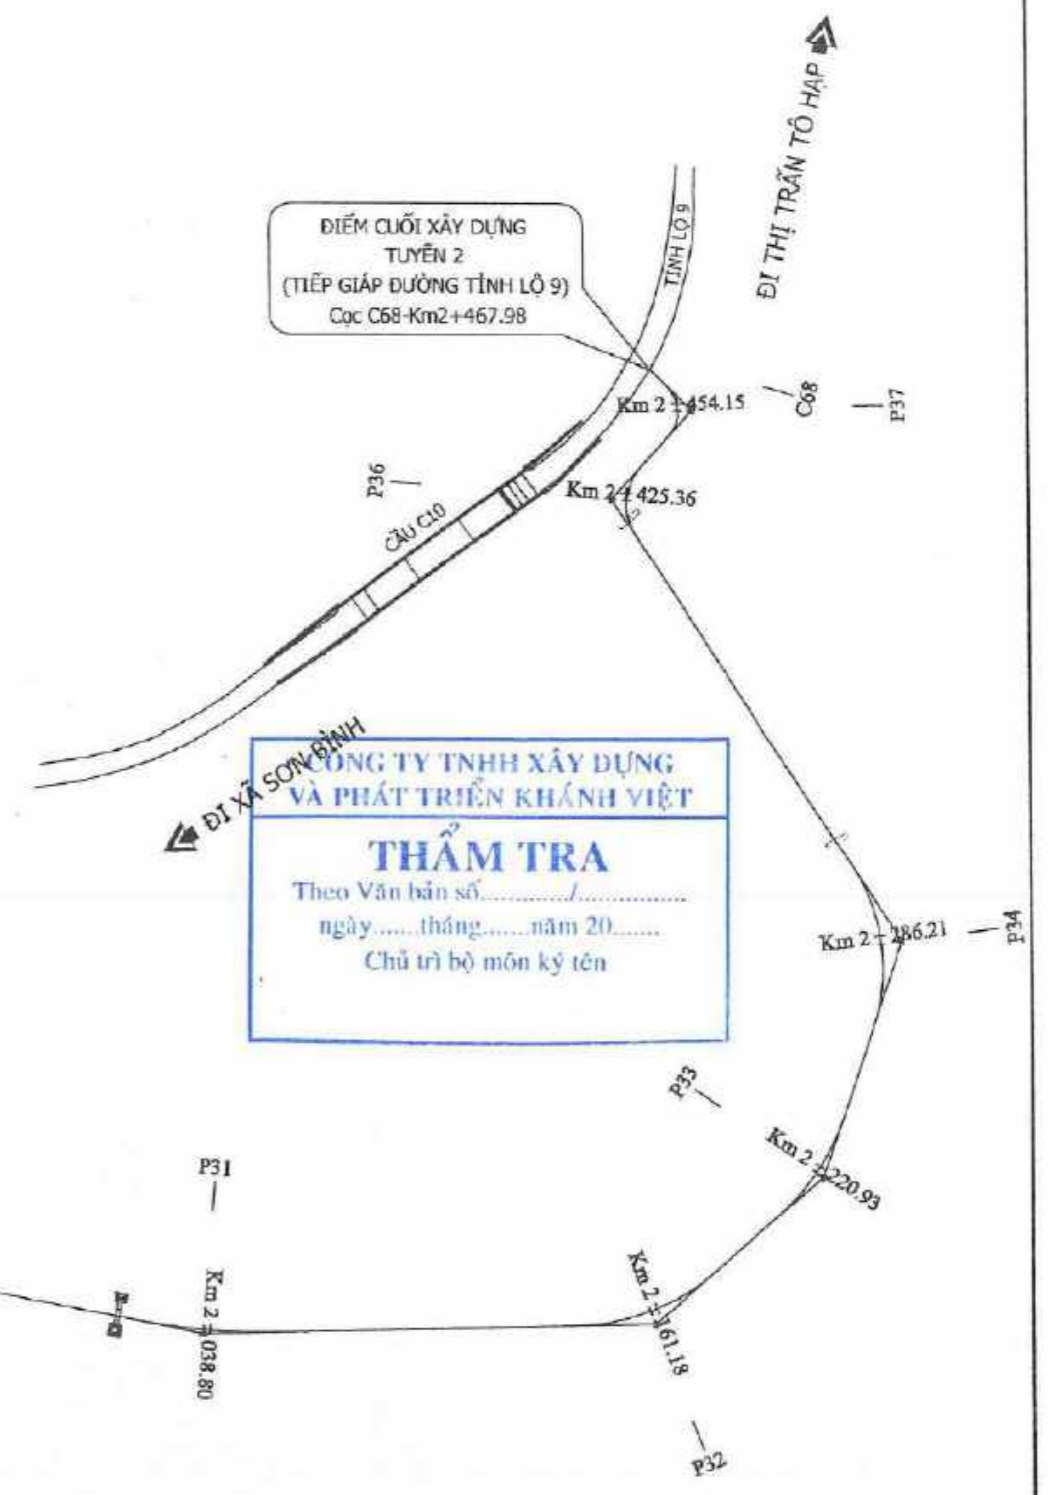 ĐI THỊ TRẤN TÔ HẠP
TỈNH LỘ 9
ĐIỂM CUỐI XÂY DỰNG
TUYẾN 2
(TIẾP GIÁP ĐƯỜNG TỈNH LỘ 9)
Cọc C68-Km2+467.98
Km 2+454.15
C68
P37
P36
Km 2+425.36
CẦU C10
ĐI XÃ SƠN BÌNH
CÔNG TY TNHH XÂY DỰNG
VÀ PHÁT TRIỂN KHÁNH VIỆT
THẨM TRA
Theo Văn bản số............../.................
ngày.......tháng.......năm 20.......
Chủ trì bộ môn ký tên
Km 2+286.21
P34
P33
Km 2+220.93
P31
Km 2+038.80
Km 2+161.18
P32